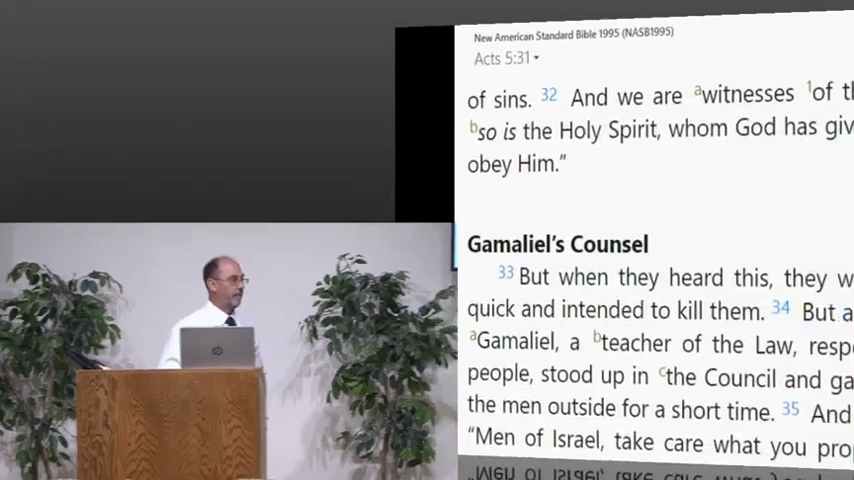 New American Standard Bible 1995 (NASB1995)
Acts 5:31
of sins. 32 And we are a witnesses 1 of
b so is the Holy Spirit, whom God has
obey Him.”
Gamaliel’s Counsel
33 But when they heard this, they
quick and intended to kill them. 34 But
a Gamaliel, a b teacher of the Law,
people, stood up in c the Council and
the men outside for a short time. 35 And
“Men of Israel, take care what you
hp